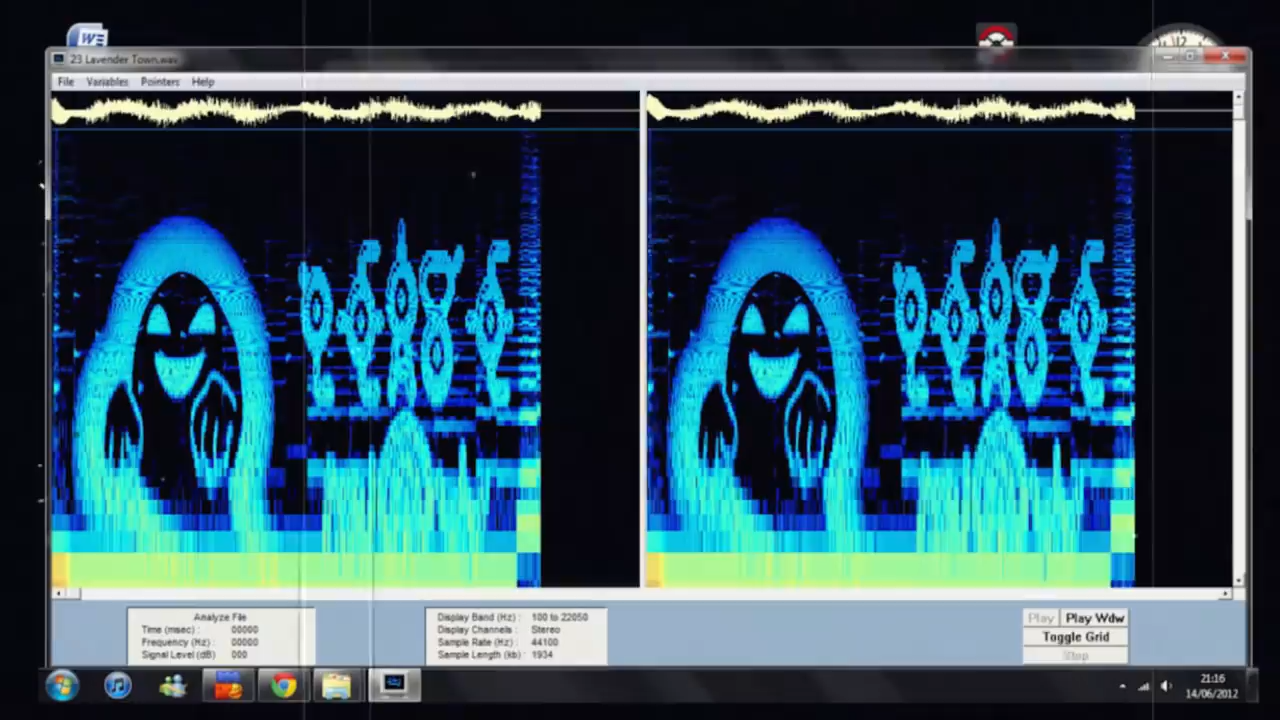 23 Lavender Town.wav
File Variables Pointers Help
Analyze File
Time (msec) : 00000
Frequency (Hz) : 00000
Signal Level (dB) 000
Display Band (Hz) : 100 to 22050
Display Channels : Stereo
Sample Rate (Hz) : 44100
Sample Length (kb) : 1934
Play Play Wdw
Toggle Grid
Stop
21:16
14/06/2012